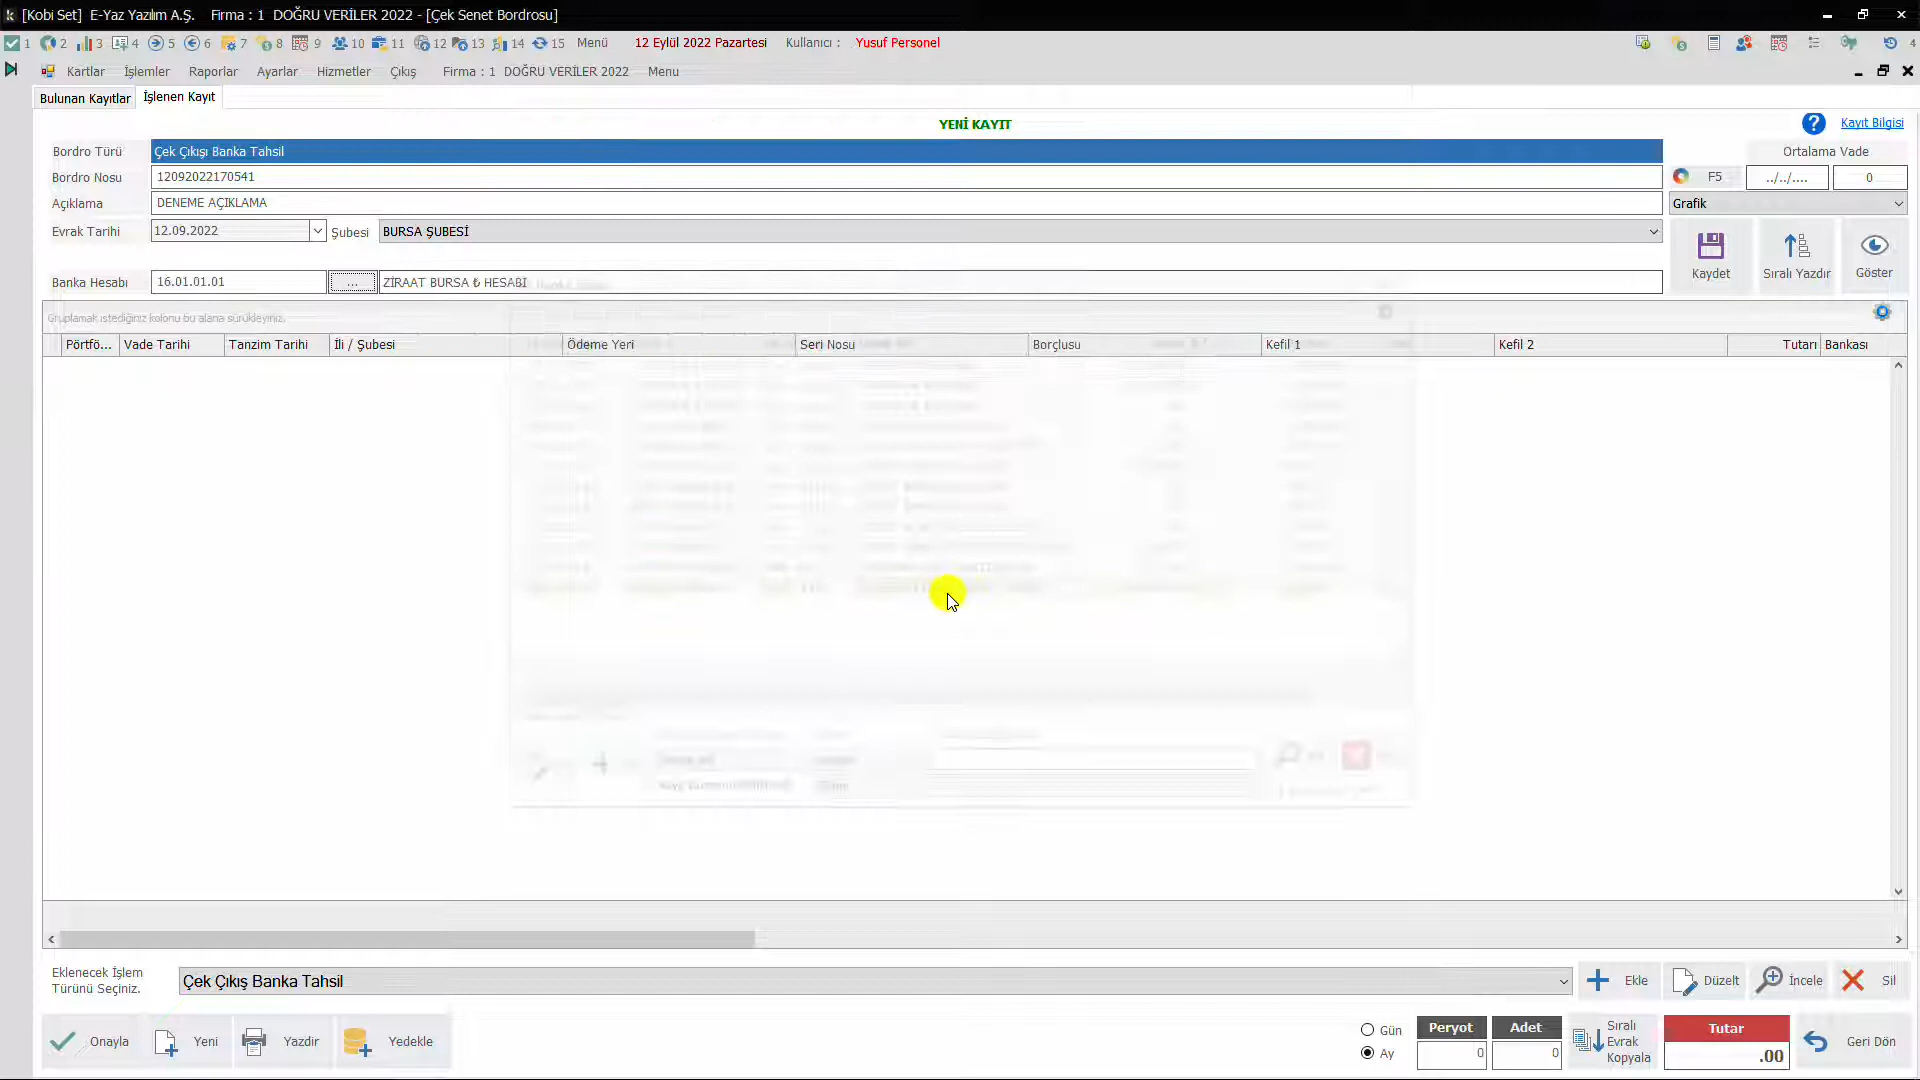 [Kobi Set] E-Yaz Yazılım A.Ş. Firma : 1 DOĞRU VERİLER 2022 - [Çek Senet Bordrosu]
1 2 3 4 5 6 7 8 9 10 11 12 13 14 15 Menü 12 Eylül 2022 Pazartesi Kullanıcı : Yusuf Personel 4
Kartlar İşlemler Raporlar Ayarlar Hizmetler Çıkış Firma : 1 DOĞRU VERİLER 2022 Menu
Bulunan Kayıtlar İşlenen Kayıt
YENİ KAYIT
Kayıt Bilgisi
Bordro Türü Çek Çıkışı Banka Tahsil Ortalama Vade
Bordro Nosu 12092022170541 F5 ../../.... 0
Açıklama DENEME AÇIKLAMA Grafik
Evrak Tarihi 12.09.2022 Şubesi BURSA ŞUBESİ
Kaydet Sıralı Yazdır Göster
Banka Hesabı 16.01.01.01 ... ZİRAAT BURSA ₺ HESABI
Gruplamak istediğiniz kolonu bu alana sürükleyiniz.
Pörtfö... Vade Tarihi Tanzim Tarihi İli / Şubesi Ödeme Yeri Seri Nosu Borçlusu Kefil 1 Kefil 2 Tutarı Bankası
Eklenecek İşlem
Türünü Seçiniz.
Çek Çıkış Banka Tahsil Ekle Düzelt İncele Sil
Onayla Yeni Yazdir Yedekle
Gün
Ay
Peryot
0
Adet
0
Sıralı
Evrak
Kopyala
Tutar
.00
Geri Dön